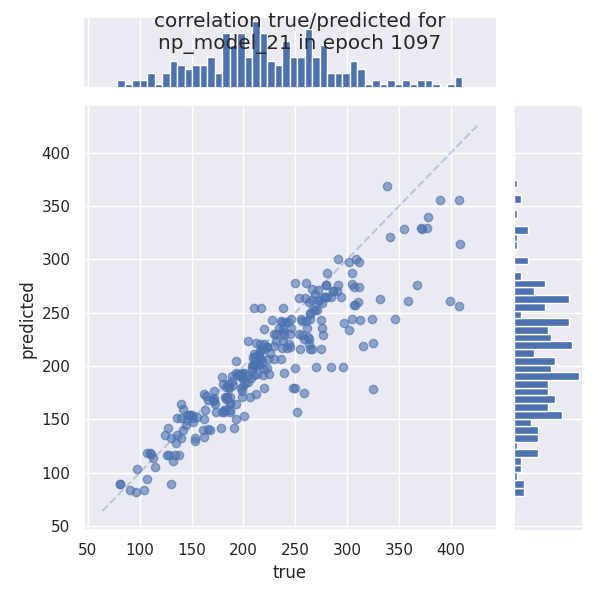 correlation true/predicted for
np_model_21 in epoch 1097
400
350
300
250
200
150
100
50
predicted
50 100 150 200 250 300 350 400
true